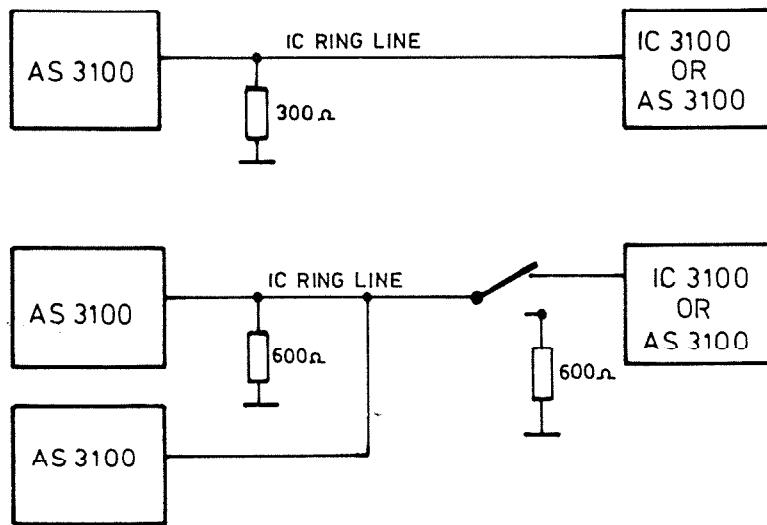 AS 3100
IC RING LINE
IC 3100
OR
AS 3100
300Ω
AS 3100
IC RING LINE
IC 3100
OR
AS 3100
600Ω
600Ω
AS 3100